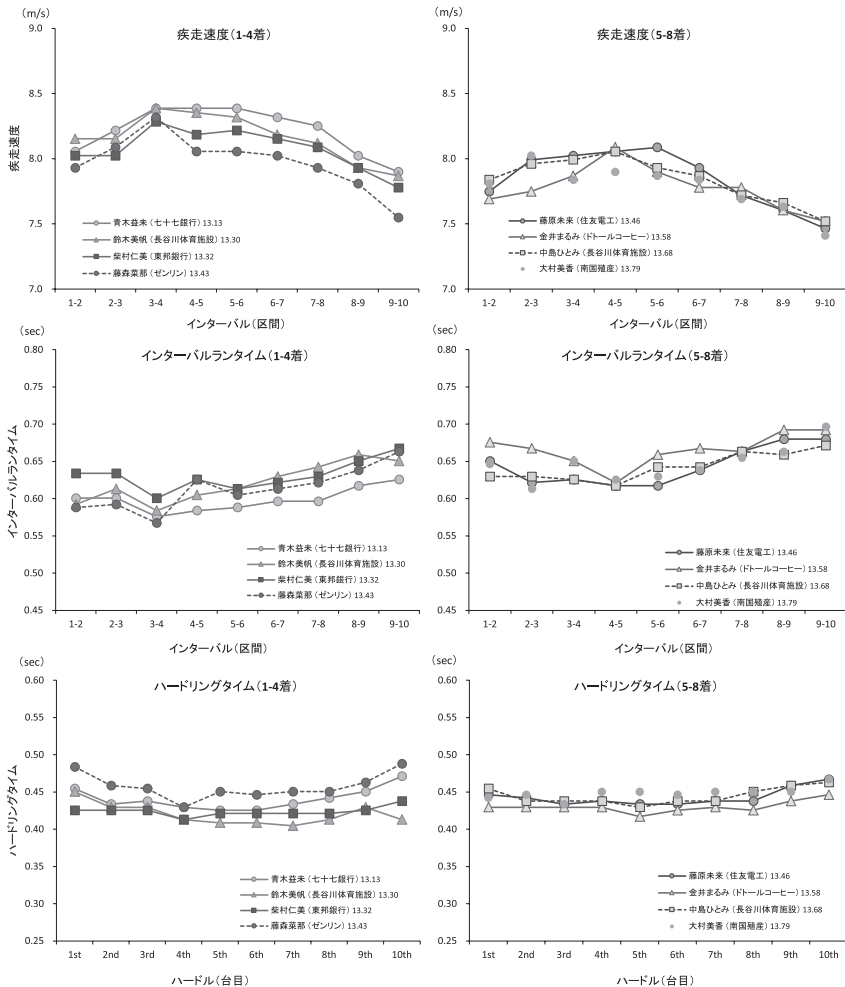 (m/s)
疾走速度(1-4着)
9.0
8.5
8.0
7.5
7.0
疾走速度
青木益未(七十七銀行)13.13
鈴木美帆(長谷川体育施設)13.30
柴村仁美(東邦銀行)13.32
藤森菜那(ゼンリン)13.43
1-2 2-3 3-4 4-5 5-6 6-7 7-8 8-9 9-10
インターバル(区間)
(m/s)
疾走速度(5-8着)
9.0
8.5
8.0
7.5
7.0
藤原未来(住友電工)13.46
金井まるみ(ドトールコーヒー)13.58
中島ひとみ(長谷川体育施設)13.68
大村美香(南国殖産)13.79
1-2 2-3 3-4 4-5 5-6 6-7 7-8 8-9 9-10
インターバル(区間)
(sec)
インターバルランタイム(1-4着)
0.80
0.75
0.70
0.65
0.60
0.55
0.50
0.45
インターバルランタイム
青木益未(七十七銀行)13.13
鈴木美帆(長谷川体育施設)13.30
柴村仁美(東邦銀行)13.32
藤森菜那(ゼンリン)13.43
1-2 2-3 3-4 4-5 5-6 6-7 7-8 8-9 9-10
インターバル(区間)
(sec)
インターバルランタイム(5-8着)
0.80
0.75
0.70
0.65
0.60
0.55
0.50
0.45
藤原未来(住友電工)13.46
金井まるみ(ドトールコーヒー)13.58
中島ひとみ(長谷川体育施設)13.68
大村美香(南国殖産)13.79
1-2 2-3 3-4 4-5 5-6 6-7 7-8 8-9 9-10
インターバル(区間)
(sec)
ハードリングタイム(1-4着)
0.60
0.55
0.50
0.45
0.40
0.35
0.30
0.25
ハードリングタイム
青木益未(七十七銀行)13.13
鈴木美帆(長谷川体育施設)13.30
柴村仁美(東邦銀行)13.32
藤森菜那(ゼンリン)13.43
1st 2nd 3rd 4th 5th 6th 7th 8th 9th 10th
ハードル(台目)
(sec)
ハードリングタイム(5-8着)
0.60
0.55
0.50
0.45
0.40
0.35
0.30
0.25
藤原未来(住友電工)13.46
金井まるみ(ドトールコーヒー)13.58
中島ひとみ(長谷川体育施設)13.68
大村美香(南国殖産)13.79
1st 2nd 3rd 4th 5th 6th 7th 8th 9th 10th
ハードル(台目)